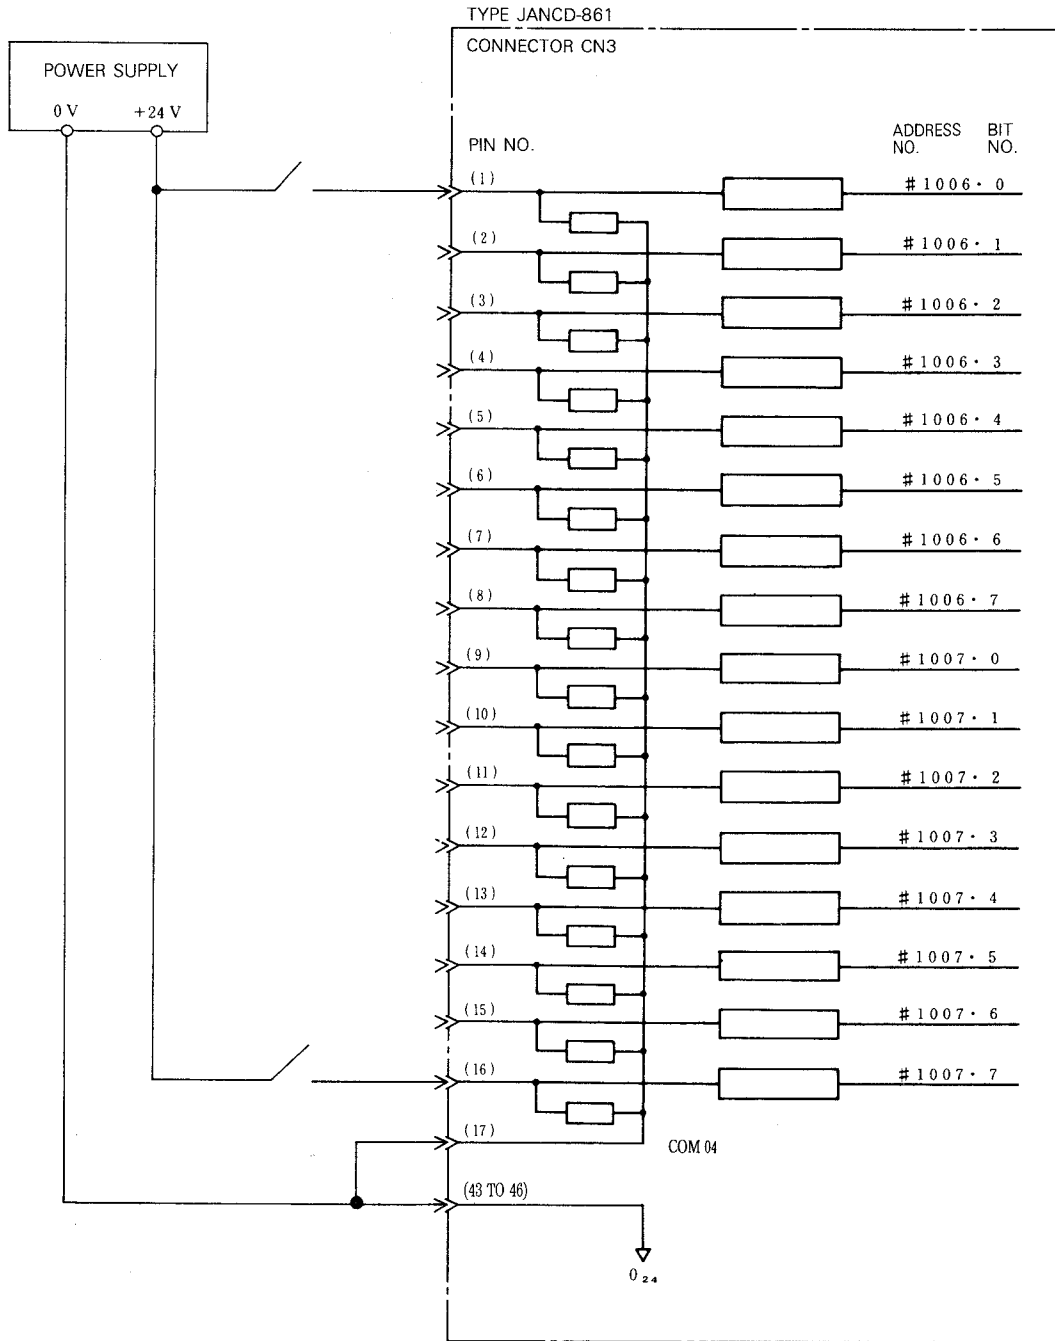 TYPE JANCD-861
CONNECTOR CN3
POWER SUPPLY
0 V +24 V
PIN NO. ADDRESS NO. BIT NO.
(1) #1006・0
(2) #1006・1
(3) #1006・2
(4) #1006・3
(5) #1006・4
(6) #1006・5
(7) #1006・6
(8) #1006・7
(9) #1007・0
(10) #1007・1
(11) #1007・2
(12) #1007・3
(13) #1007・4
(14) #1007・5
(15) #1007・6
(16) #1007・7
(17) COM 04
(43 TO 46)
0₂₄